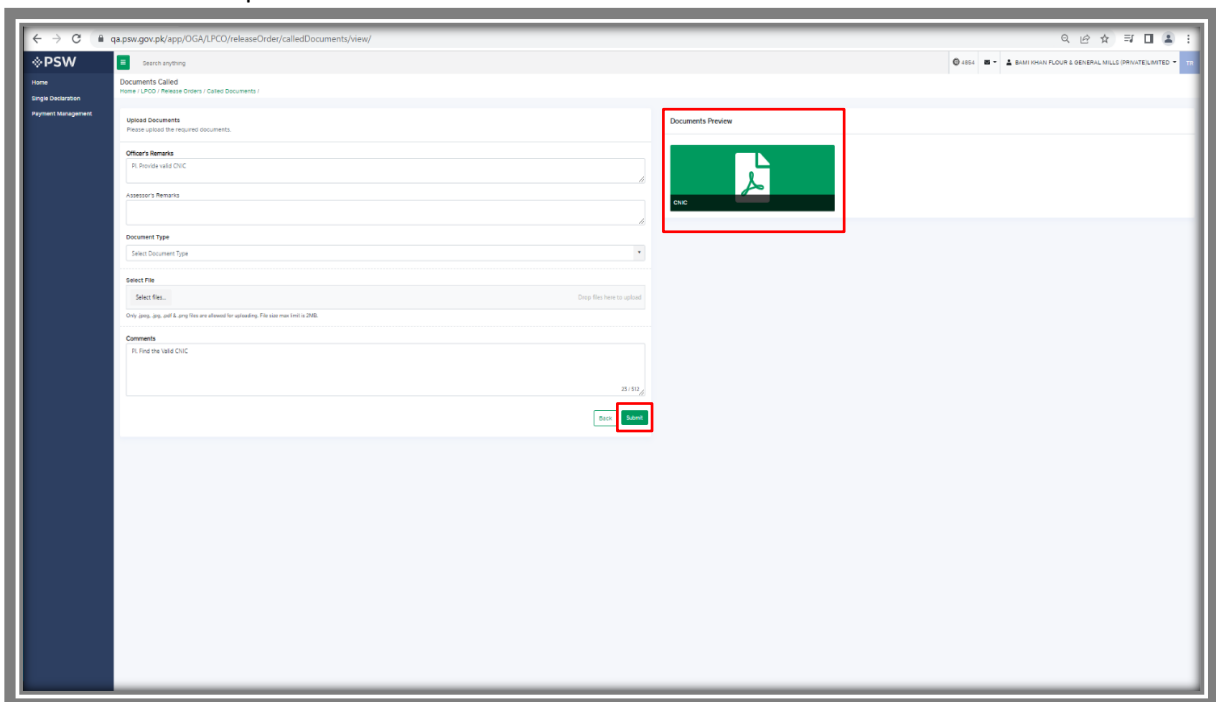 qa.psw.gov.pk/app/OGA/LPCO/releaseOrder/calledDocuments/view/
PSW
Search anything
4854
BAMI KHAN FLOUR & GENERAL MILLS (PRIVATE)LIMITED
TR
Home
Single Declaration
Payment Management
Documents Called
Home / LPCO / Release Orders / Called Documents /
Upload Documents
Please upload the required documents
Officer's Remarks
Pl. Provide valid CNIC
Assessor's Remarks
Document Type
Select Document Type
Select File
Select files...
Drop files here to upload
Only .jpeg, .jpg, .pdf & .png files are allowed for uploading. File size max limit is 2MB.
Comments
Pl. Find the Valid CNIC
25 / 512
Back
Submit
Documents Preview
CNIC